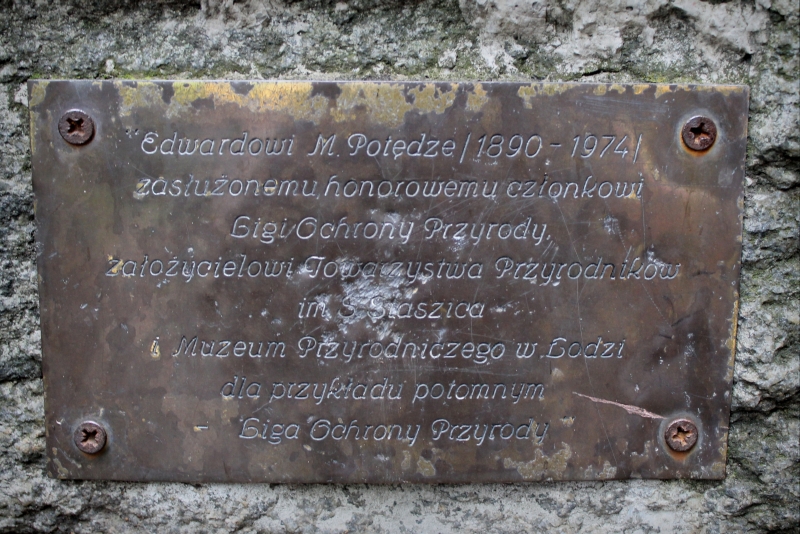 "Edwardowi M. Potędze /1890 - 1974/
zasłużonemu, honorowemu członkowi
Ligi Ochrony Przyrody,
założycielowi Towarzystwa Przyrodników
im. S. Staszica
i Muzeum Przyrodniczego w Łodzi
dla przykładu potomnym
- Liga Ochrony Przyrody "